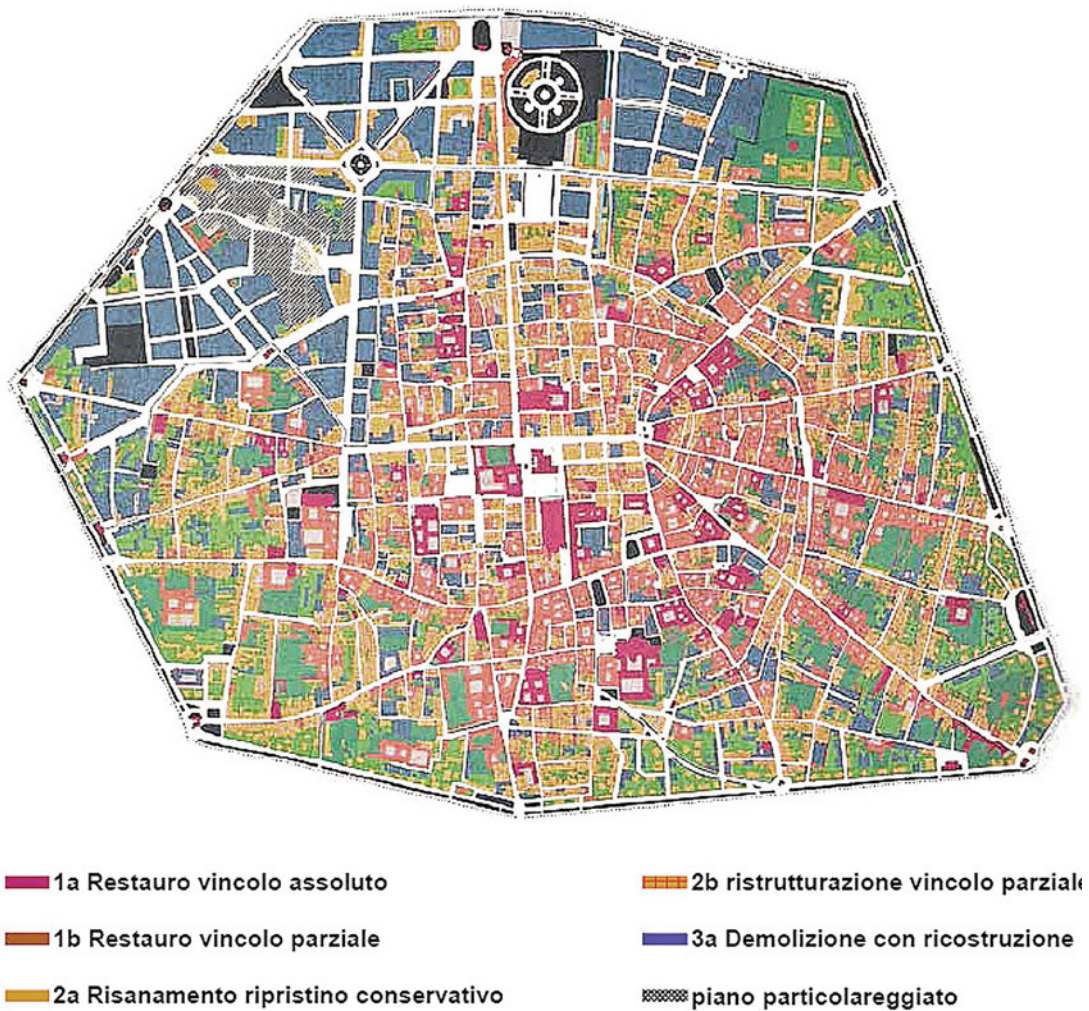 1a Restauro vincolo assoluto
1b Restauro vincolo parziale
2a Risanamento ripristino conservativo
2b ristrutturazione vincolo parziale
3a Demolizione con ricostruzione
piano particolareggiato